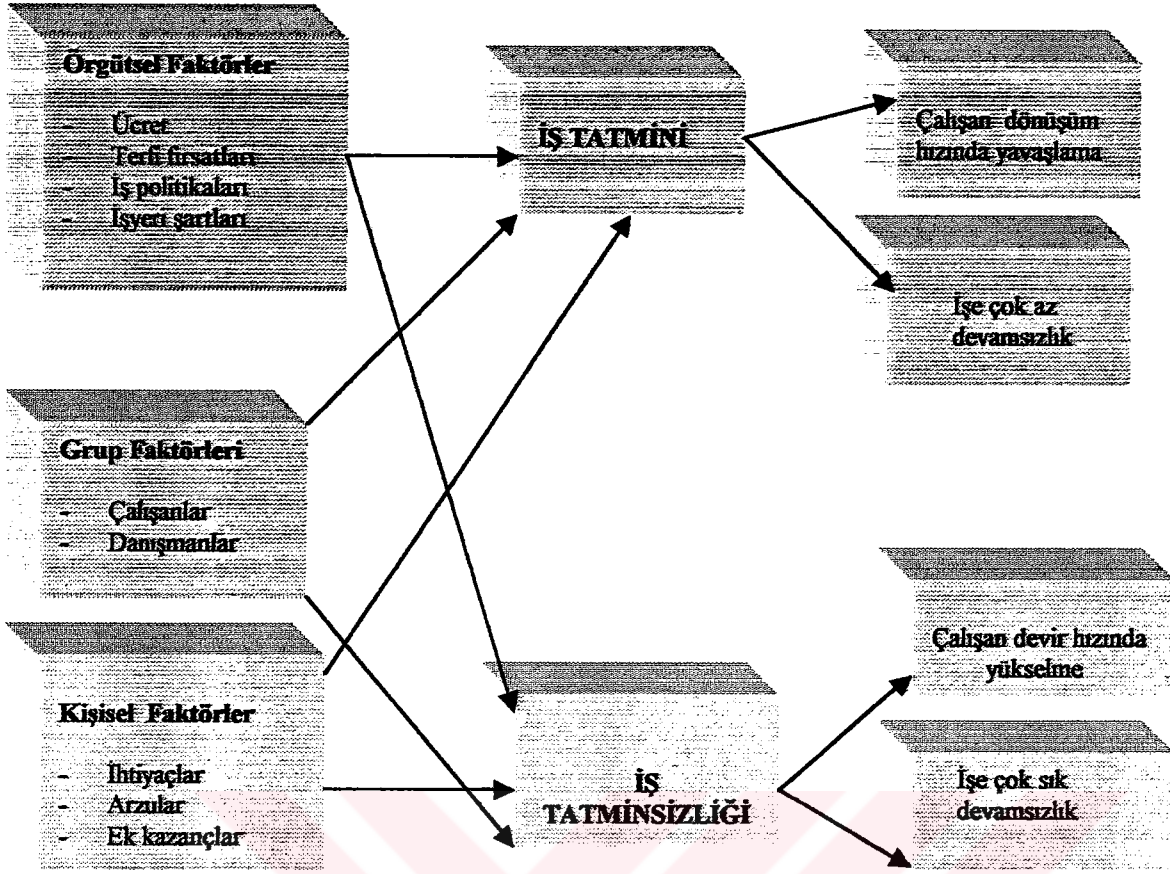 Örgütsel Faktörler
- Ücret
- Terfi fırsatları
- İş politikaları
- İşyeri şartları
Grup Faktörleri
- Çalışanlar
- Danışmanlar
Kişisel Faktörler
- İhtiyaçlar
- Arzular
- Ek kazançlar
İŞ TATMİNİ
İŞ
TATMİNSİZLİĞİ
Çalışan dönüşüm
hızında yavaşlama
İşe çok az
devamsızlık
Çalışan devir hızında
yükselme
İşe çok sık
devamsızlık